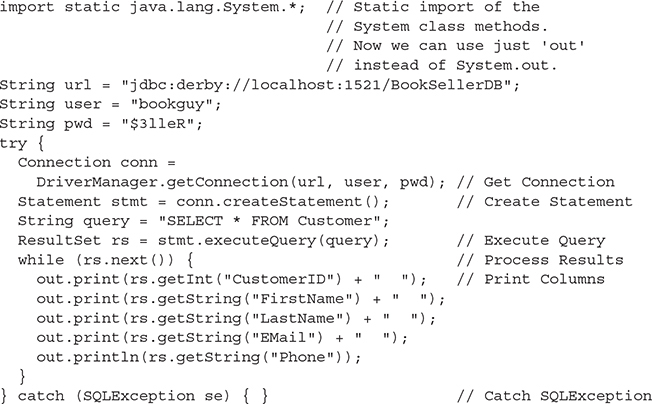 import static java.lang.System.*;  // Static import of the
                                   // System class methods.
                                   // Now we can use just 'out'
                                   // instead of System.out.
String url = "jdbc:derby://localhost:1521/BookSellerDB";
String user = "bookguy";
String pwd = "$3lleR";
try {
  Connection conn =
    DriverManager.getConnection(url, user, pwd); // Get Connection
  Statement stmt = conn.createStatement();       // Create Statement
  String query = "SELECT * FROM Customer";
  ResultSet rs = stmt.executeQuery(query);       // Execute Query
  while (rs.next()) {                            // Process Results
    out.print(rs.getInt("CustomerID") + "  ");   // Print Columns
    out.print(rs.getString("FirstName") + "  ");
    out.print(rs.getString("LastName") + "  ");
    out.print(rs.getString("EMail") + "  ");
    out.println(rs.getString("Phone"));
  }
} catch (SQLException se) { }                    // Catch SQLException